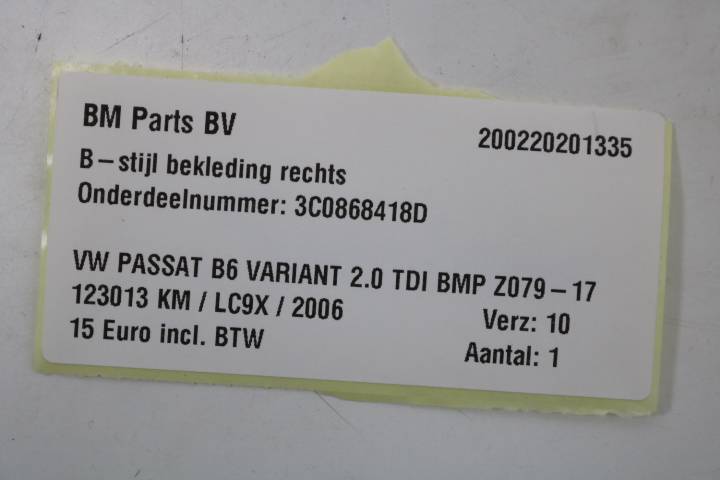 BM Parts BV
200220201335
B-stijl bekleding rechts
Onderdeelnummer: 3C0868418D
VW PASSAT B6 VARIANT 2.0 TDI BMP Z079-17
123013 KM / LC9X / 2006
Verz: 10
15 Euro incl. BTW
Aantal: 1